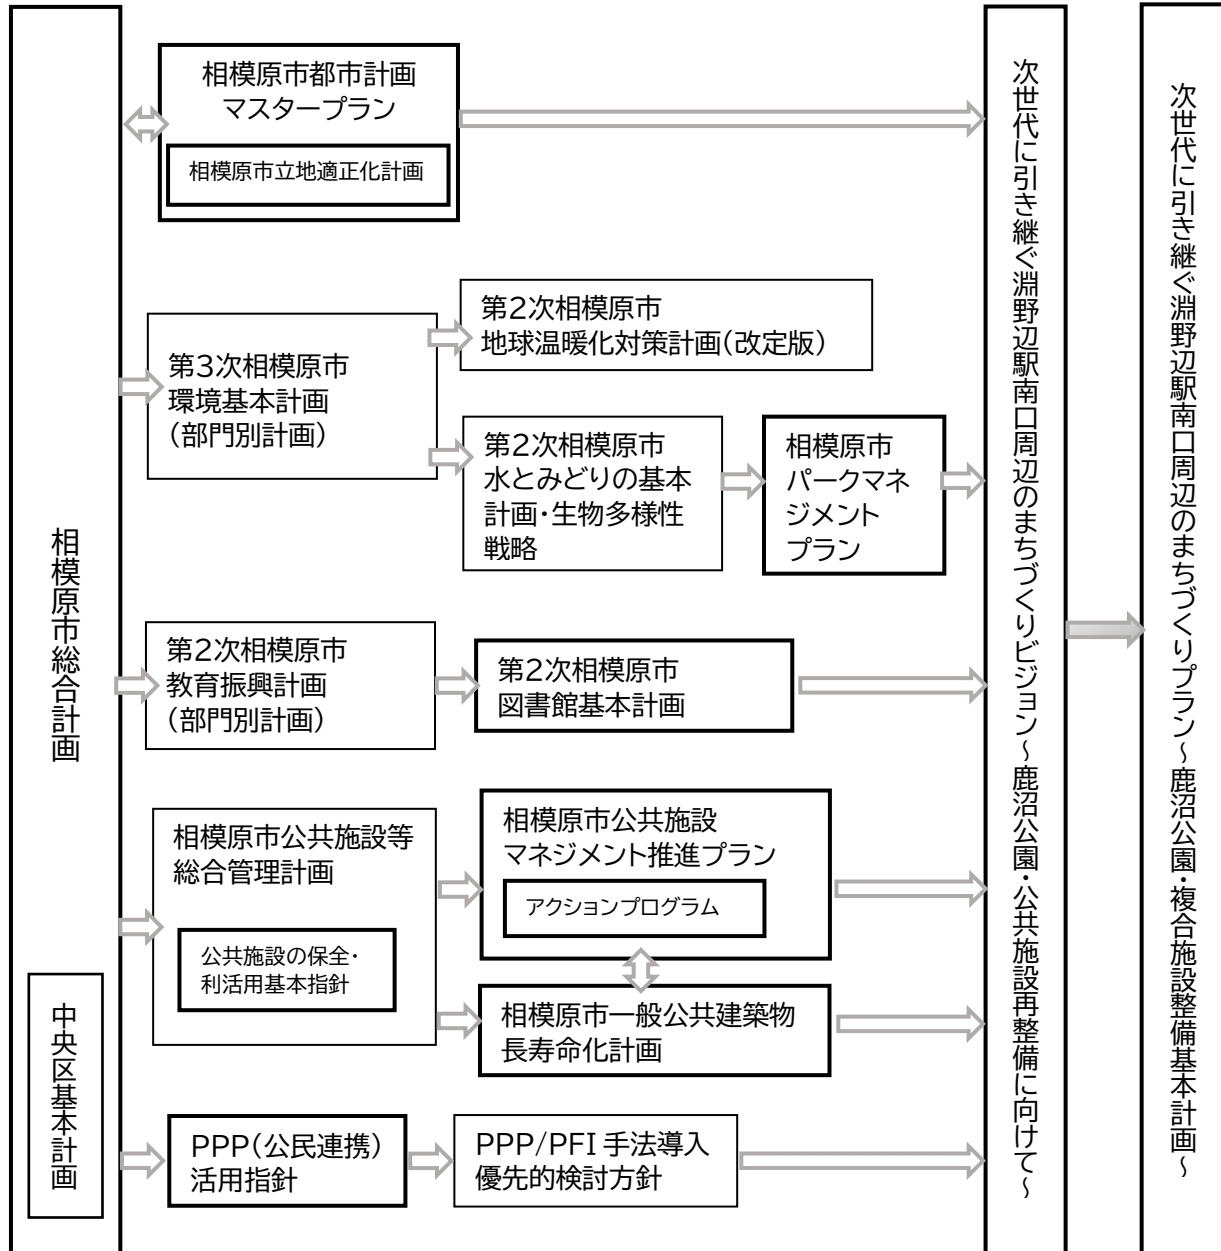 相模原市総合計画
中央区基本計画
相模原市都市計画
マスタープラン
相模原市立地適正化計画
第3次相模原市
環境基本計画
(部門別計画)
第2次相模原市
地球温暖化対策計画(改定版)
第2次相模原市
水とみどりの基本
計画・生物多様性
戦略
相模原市
パークマネ
ジメント
プラン
第2次相模原市
教育振興計画
(部門別計画)
第2次相模原市
図書館基本計画
相模原市公共施設等
総合管理計画
公共施設の保全・
利活用基本指針
相模原市公共施設
マネジメント推進プラン
アクションプログラム
相模原市一般公共建築物
長寿命化計画
PPP(公民連携)
活用指針
PPP/PFI 手法導入
優先的検討方針
次世代に引き継ぐ淵野辺駅南口周辺のまちづくりビジョン~鹿沼公園・公共施設再整備に向けて~
次世代に引き継ぐ淵野辺駅南口周辺のまちづくりプラン~鹿沼公園・複合施設整備基本計画~